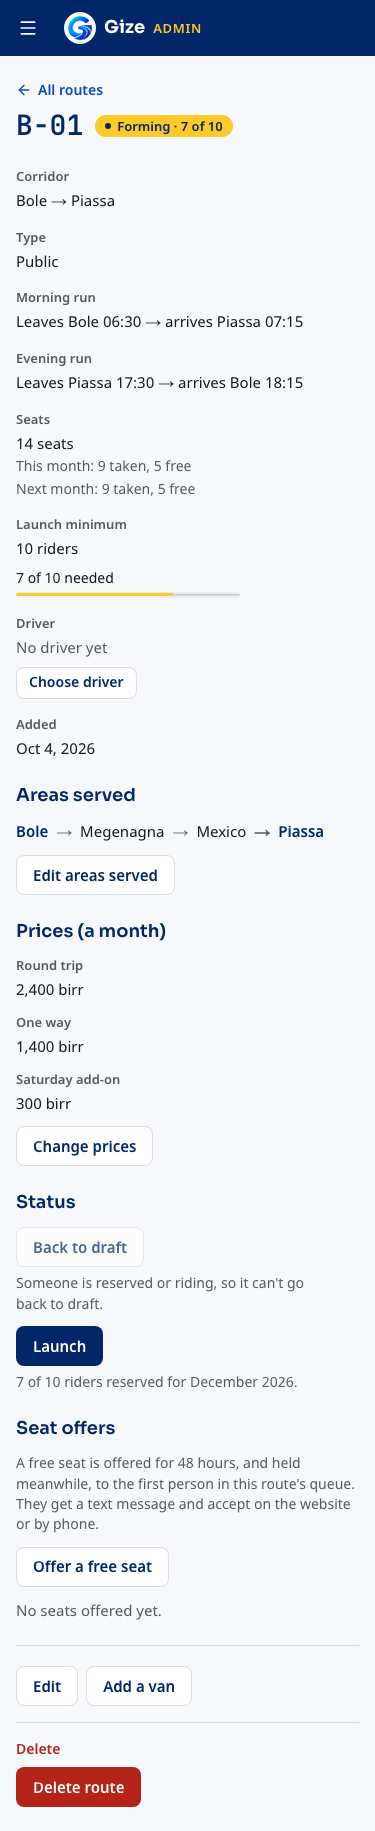 Gize ADMIN
← All routes
B-01 Forming · 7 of 10
Corridor
Bole → Piassa
Type
Public
Morning run
Leaves Bole 06:30 → arrives Piassa 07:15
Evening run
Leaves Piassa 17:30 → arrives Bole 18:15
Seats
14 seats
This month: 9 taken, 5 free
Next month: 9 taken, 5 free
Launch minimum
10 riders
7 of 10 needed
Driver
No driver yet
Choose driver
Added
Oct 4, 2026
Areas served
Bole → Megenagna → Mexico → Piassa
Edit areas served
Prices (a month)
Round trip
2,400 birr
One way
1,400 birr
Saturday add-on
300 birr
Change prices
Status
Back to draft
Someone is reserved or riding, so it can't go
back to draft.
Launch
7 of 10 riders reserved for December 2026.
Seat offers
A free seat is offered for 48 hours, and held
meanwhile, to the first person in this route's queue.
They get a text message and accept on the website
or by phone.
Offer a free seat
No seats offered yet.
Edit Add a van
Delete
Delete route